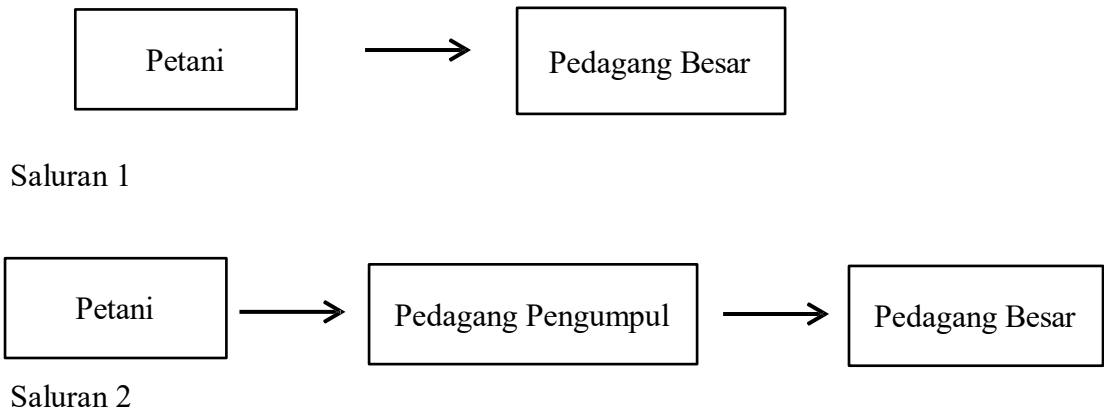 Petani
Pedagang Besar
Saluran 1
Petani
Pedagang Pengumpul
Pedagang Besar
Saluran 2